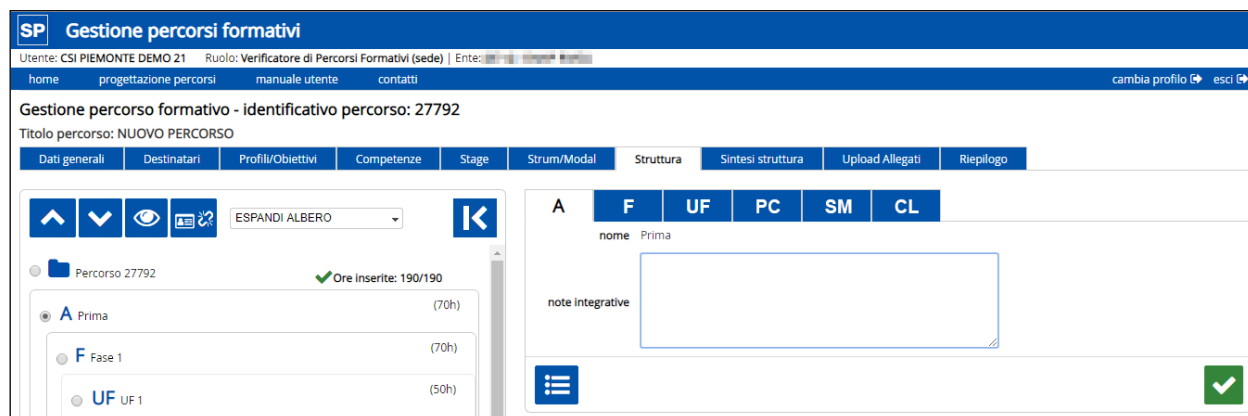 SP Gestione percorsi formativi
Utente: CSI PIEMONTE DEMO 21 Ruolo: Verificatore di Percorsi Formativi (sede) | Ente:
home progettazione percorsi manuale utente contatti cambia profilo esci
Gestione percorso formativo - identificativo percorso: 27792
Titolo percorso: NUOVO PERCORSO
Dati generali Destinatari Profili/Obiettivi Competenze Stage Strum/Modal Struttura Sintesi struttura Upload Allegati Riepilogo
ESPANDI ALBERO
Percorso 27792 Ore inserite: 190/190
A Prima (70h)
F Fase 1 (70h)
UF UF 1 (50h)
A F UF PC SM CL
nome Prima
note integrative